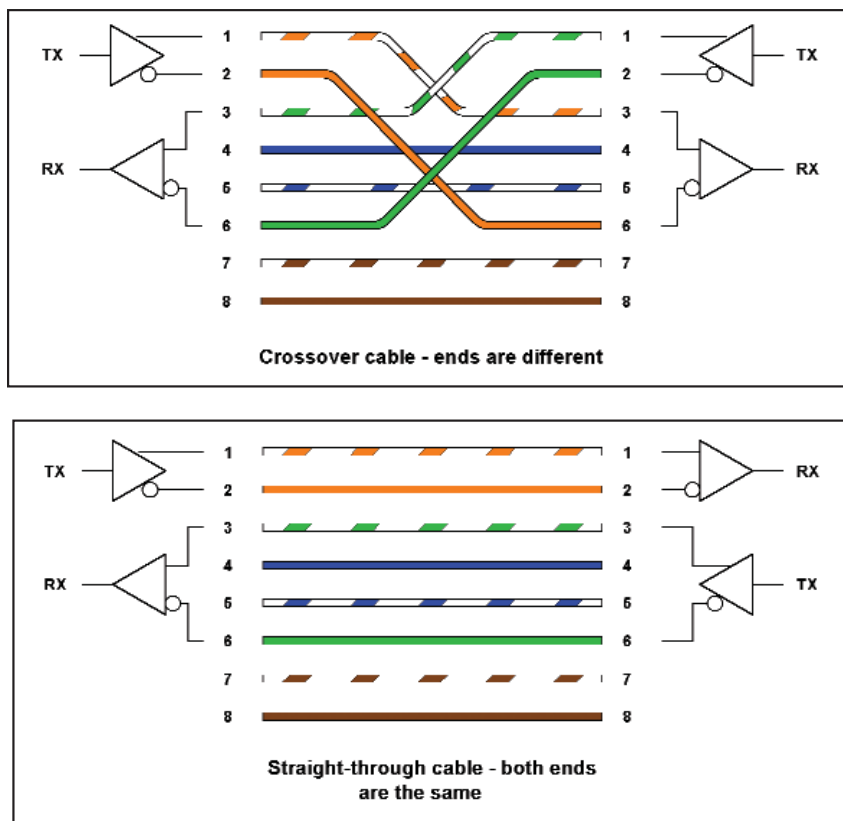 TX 1 1 TX
2 2
3 3
RX 4 4 RX
5 5
6 6
7 7
8 8
Crossover cable - ends are different
TX 1 1 RX
2 2
3 3
RX 4 4 TX
5 5
6 6
7 7
8 8
Straight-through cable - both ends
are the same